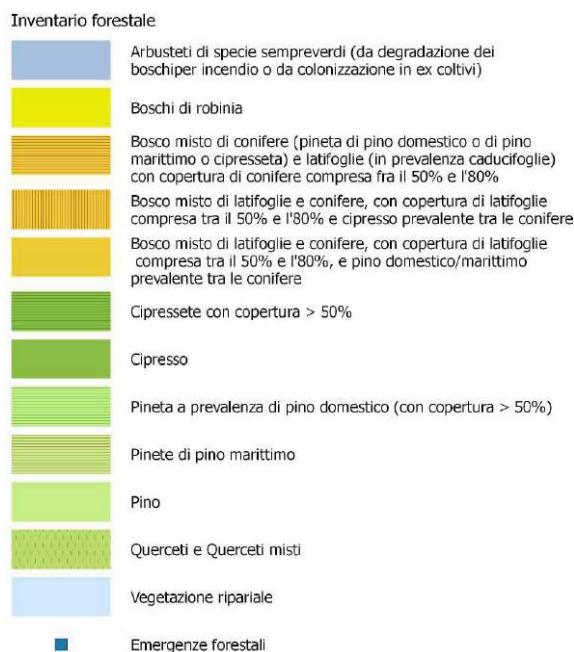 Inventario forestale
Arbusteti di specie sempreverdi (da degradazione dei
boschiper incendio o da colonizzazione in ex coltivi)
Boschi di robinia
Bosco misto di conifere (pineta di pino domestico o di pino
marittimo o cipresseta) e latifoglie (in prevalenza caducifoglie)
con copertura di conifere compresa fra il 50% e l'80%
Bosco misto di latifoglie e conifere, con copertura di latifoglie
compresa tra il 50% e l'80% e cipresso prevalente tra le conifere
Bosco misto di latifoglie e conifere, con copertura di latifoglie
compresa tra il 50% e l'80%, e pino domestico/marittimo
prevalente tra le conifere
Cipressete con copertura > 50%
Cipresso
Pineta a prevalenza di pino domestico (con copertura > 50%)
Pinete di pino marittimo
Pino
Querceti e Querceti misti
Vegetazione ripariale
Emergenze forestali